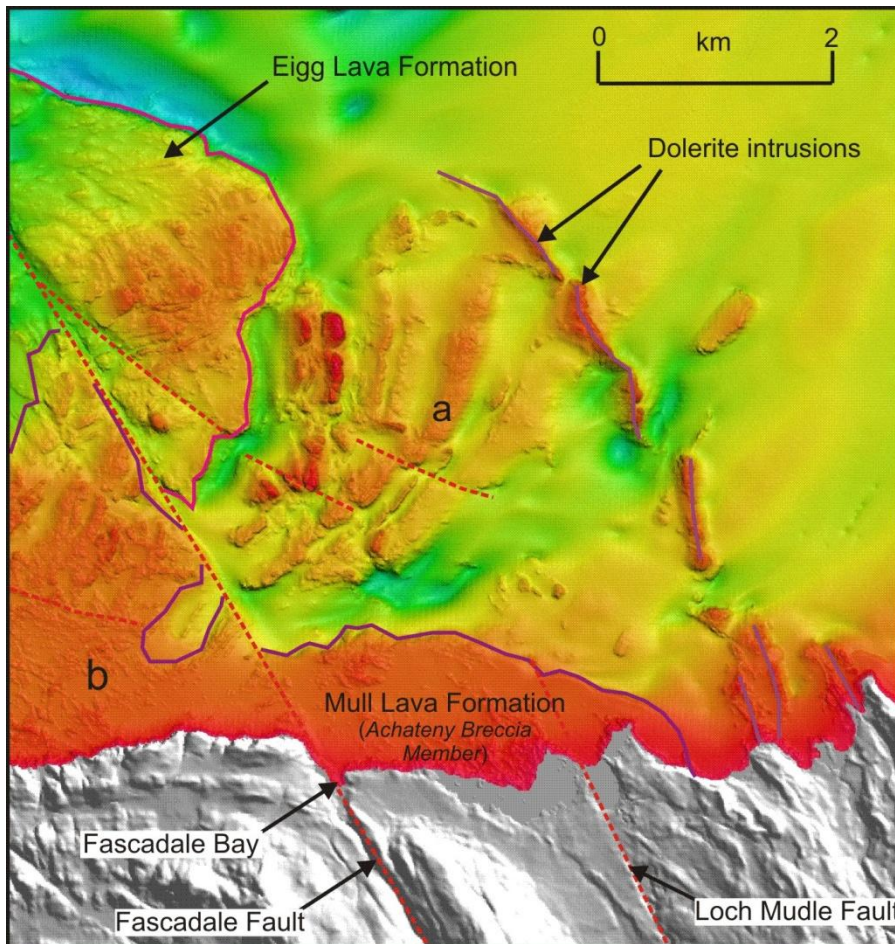 0 km 2
Eigg Lava Formation
Dolerite intrusions
a
b
Mull Lava Formation
(Achateny Breccia
Member)
Fascadale Bay
Fascadale Fault
Loch Mudle Fault